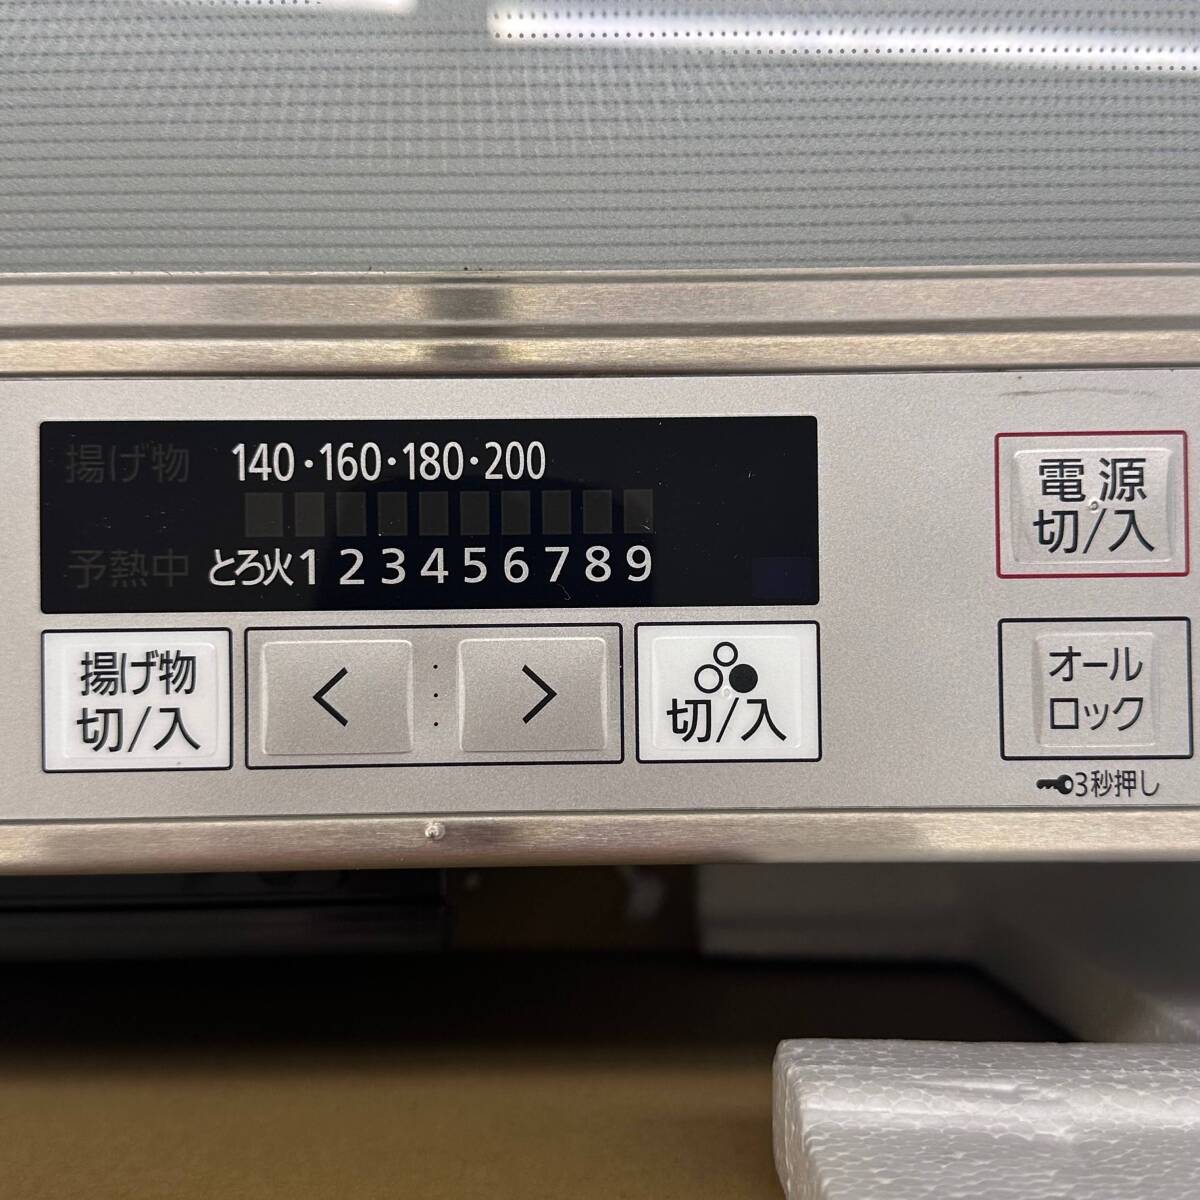 揚げ物 140・160・180・200
予熱中 とろ火 1 2 3 4 5 6 7 8 9
揚げ物
切/入
<
>
切/入
電源
切/入
オール
ロック
3秒押し